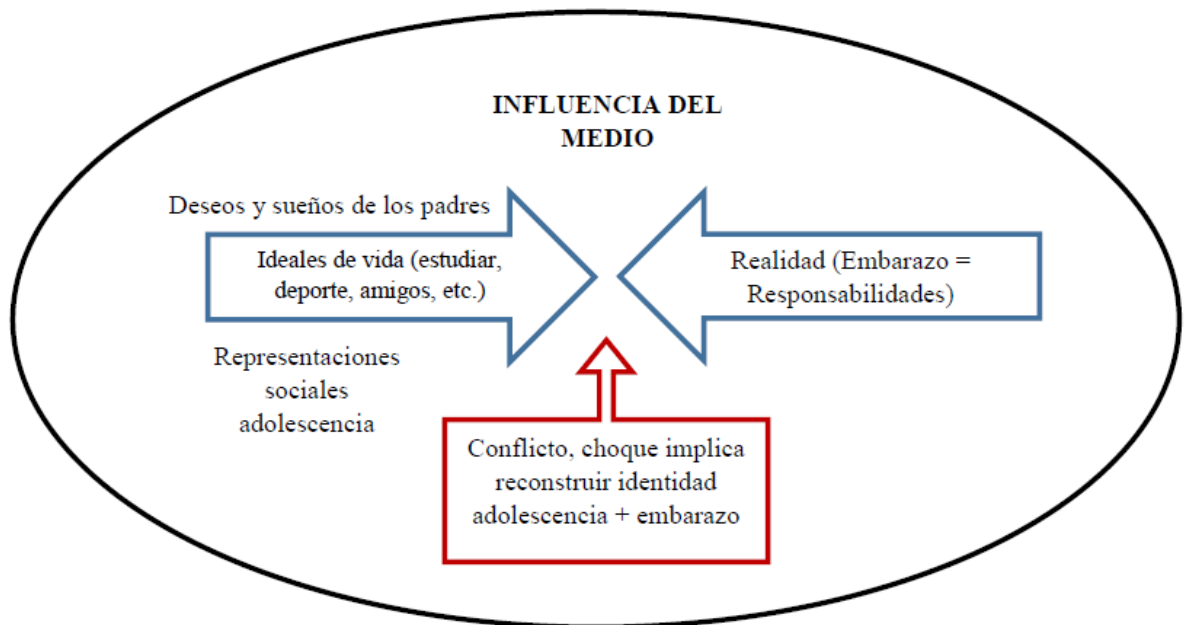 INFLUENCIA DEL
MEDIO
Deseos y sueños de los padres
Ideales de vida (estudiar,
deporte, amigos, etc.)
Realidad (Embarazo =
Responsabilidades)
Representaciones
sociales
adolescencia
Conflicto, choque implica
reconstruir identidad
adolescencia + embarazo